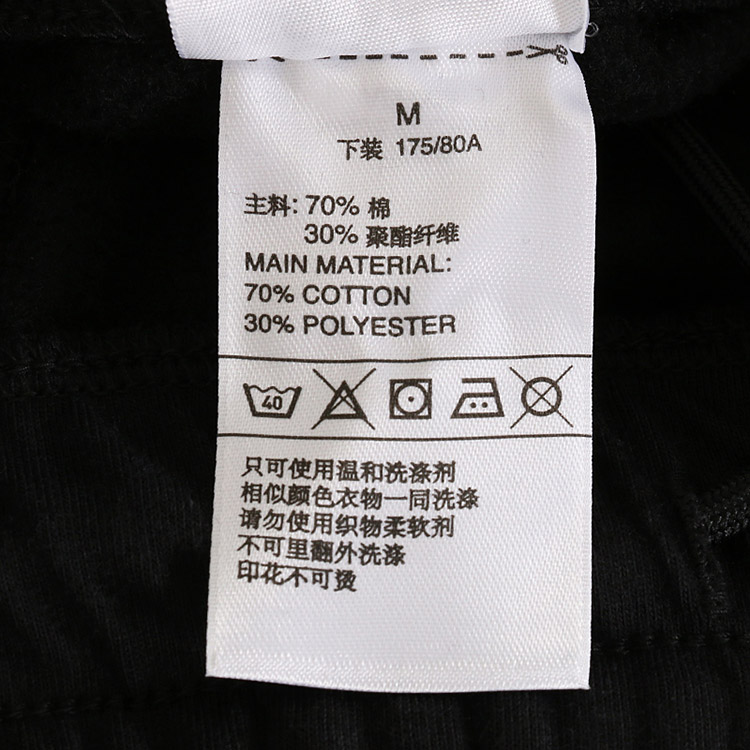 M
下装 175/80A
主料: 70% 棉
30% 聚酯纤维
MAIN MATERIAL:
70% COTTON
30% POLYESTER
40
只可使用温和洗涤剂
相似颜色衣物一同洗涤
请勿使用织物柔软剂
不可里翻外洗涤
印花不可烫